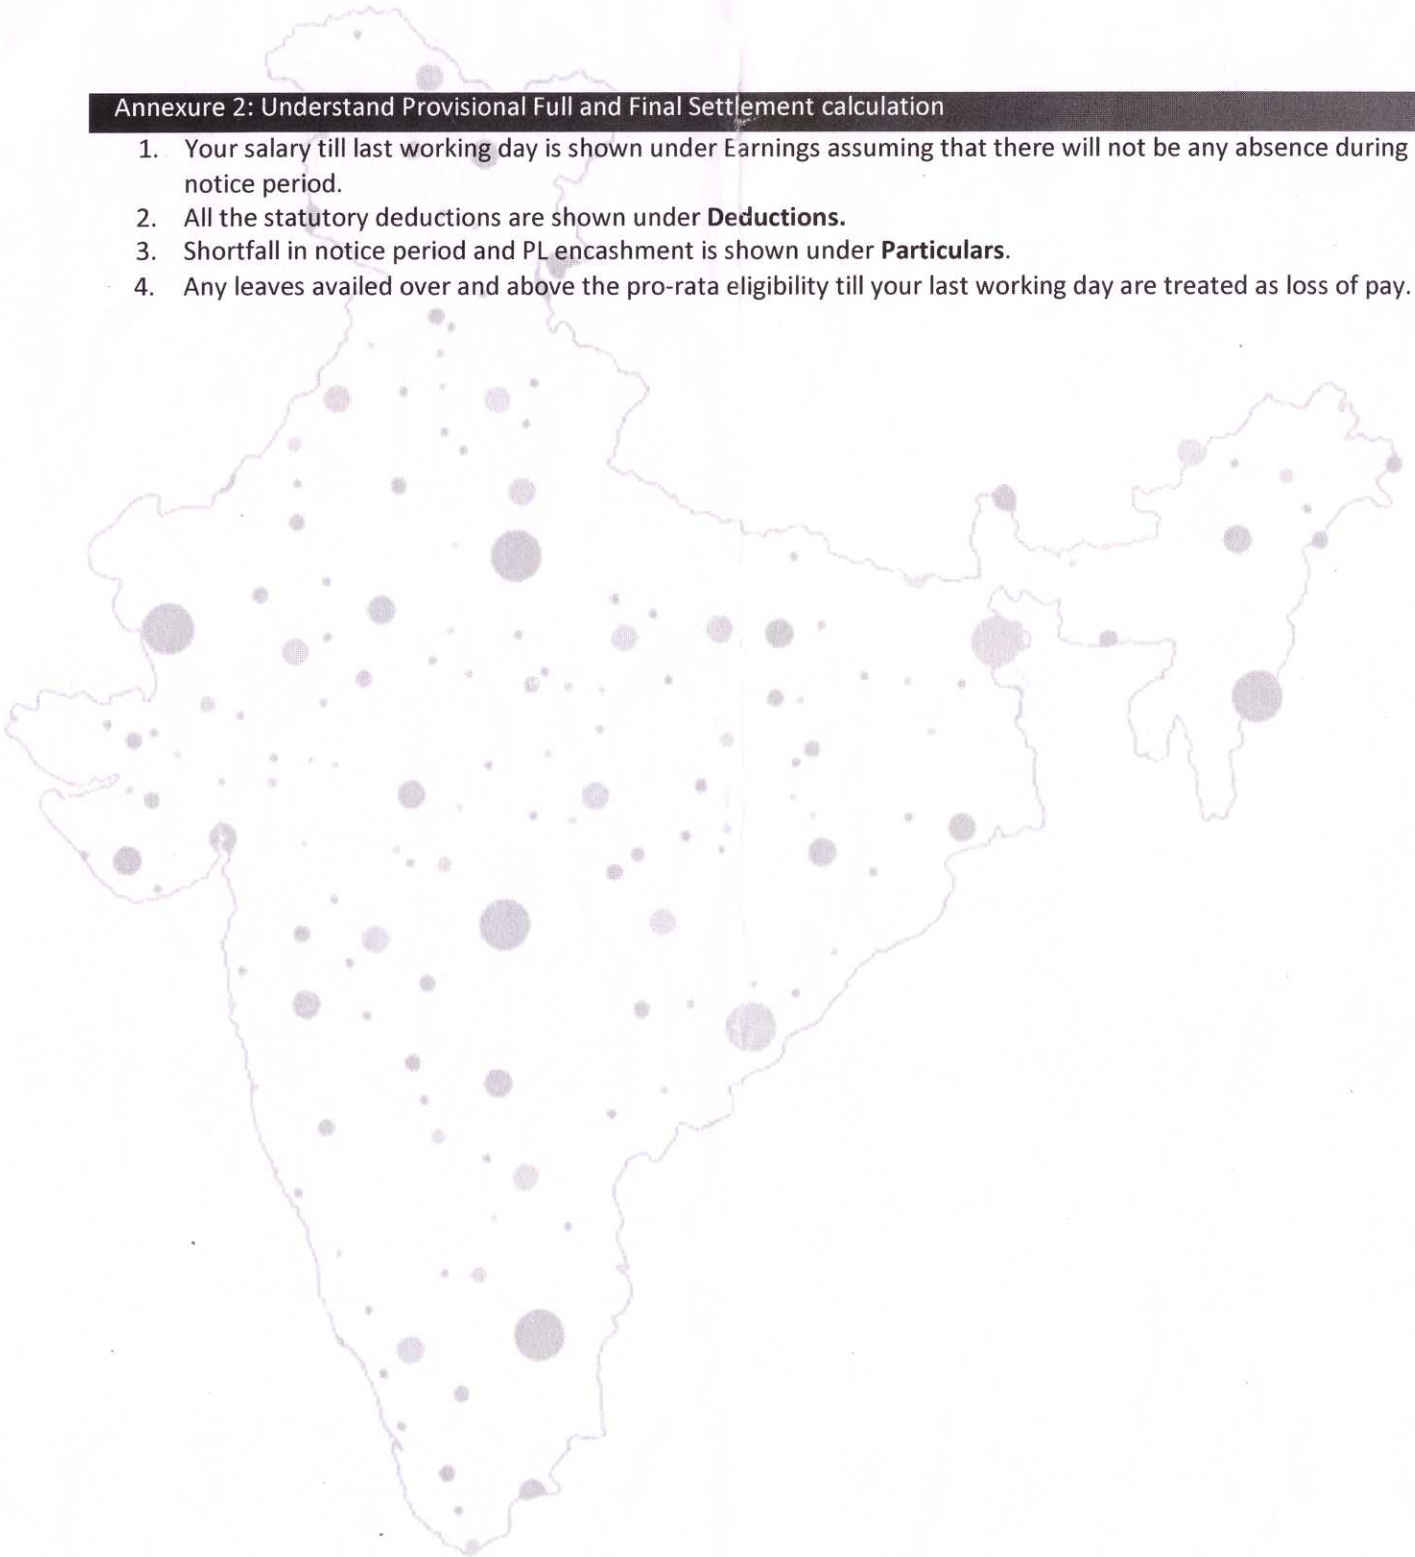 Annexure 2: Understand Provisional Full and Final Settlement calculation
1. Your salary till last working day is shown under Earnings assuming that there will not be any absence during
notice period.
2. All the statutory deductions are shown under Deductions.
3. Shortfall in notice period and PL encashment is shown under Particulars.
4. Any leaves availed over and above the pro-rata eligibility till your last working day are treated as loss of pay.